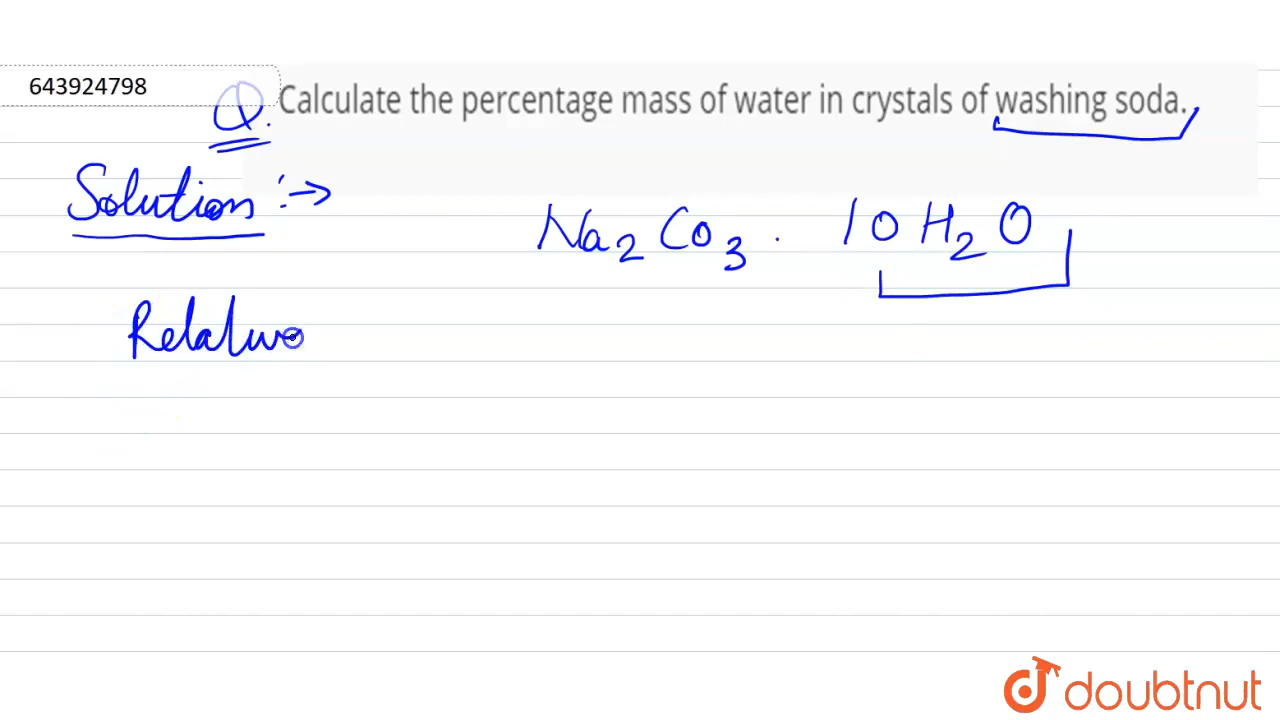 643924798
Q. Calculate the percentage mass of water in crystals of washing soda.
Solution :→
Na2CO3 . 10H2O
Relative
doubtnut